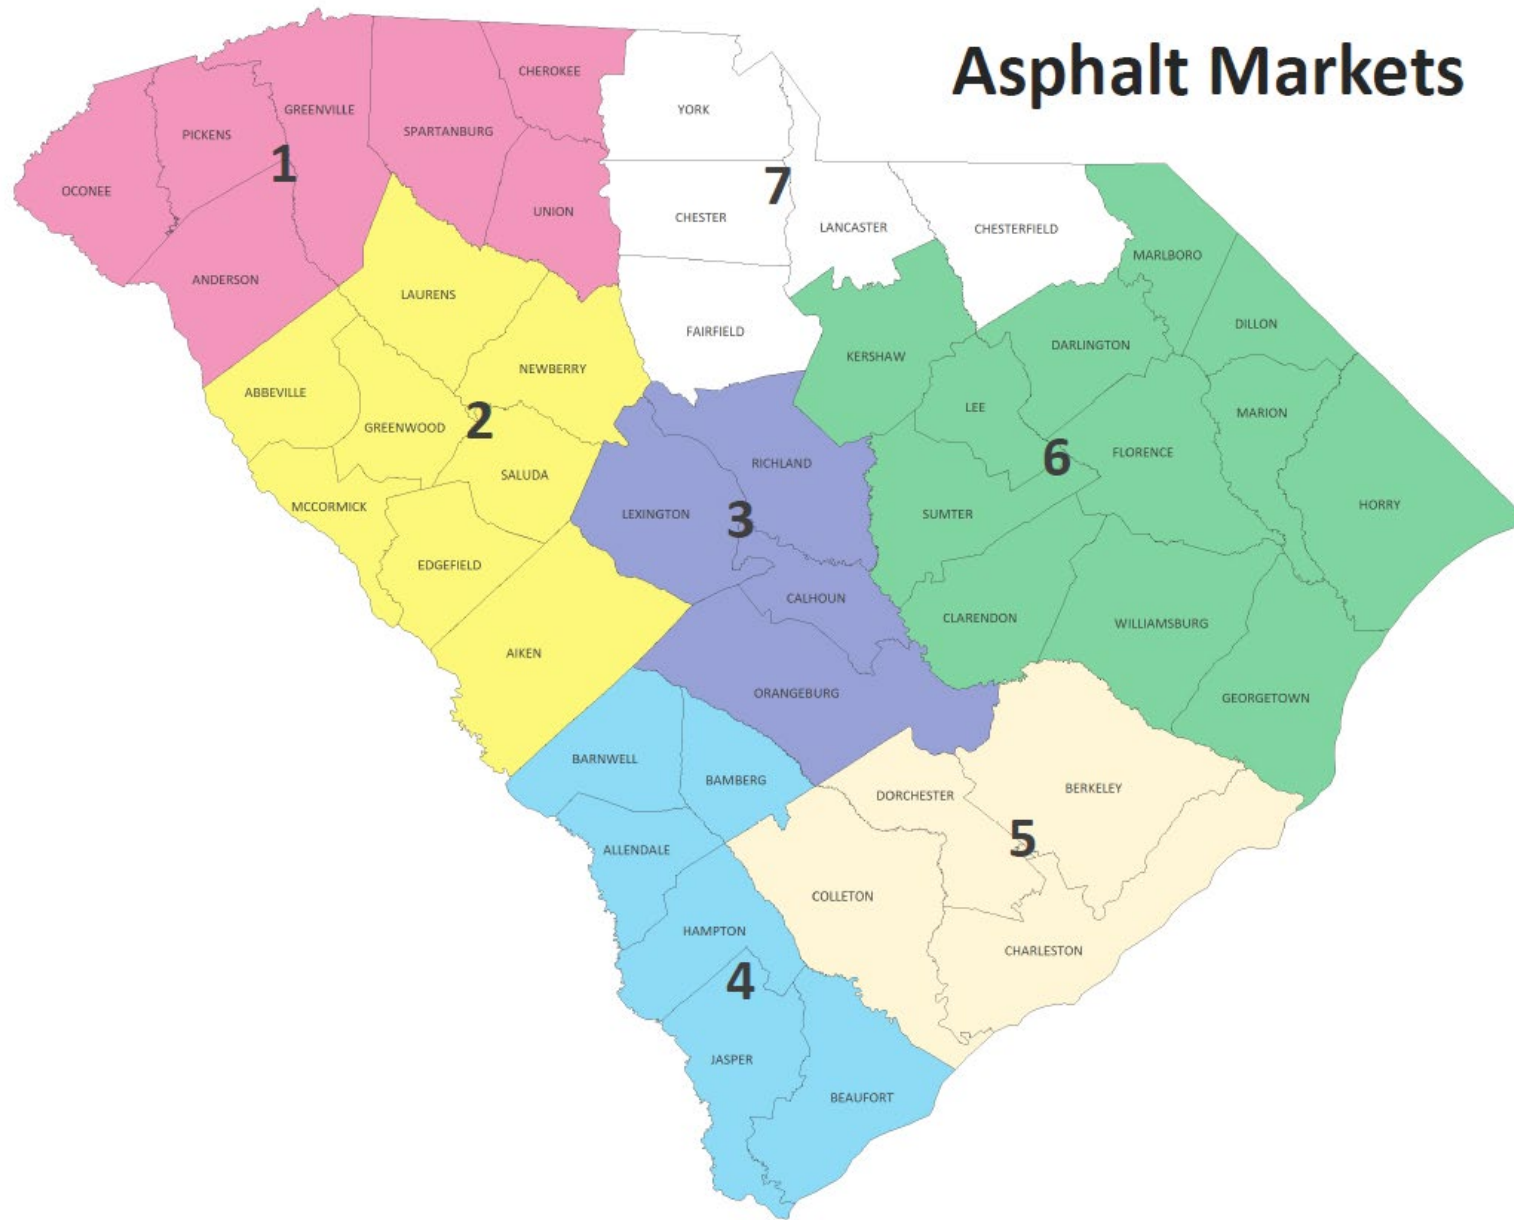 Asphalt Markets
CHEROKEE
YORK
GREENVILLE
SPARTANBURG
PICKENS
1
7
OCONEE
UNION
CHESTER
LANCASTER
CHESTERFIELD
MARLBORO
ANDERSON
LAURENS
DILLON
FAIRFIELD
DARLINGTON
KERSHAW
NEWBERRY
ABBEVILLE
LEE
MARION
2
GREENWOOD
FLORENCE
6
RICHLAND
SALUDA
MCCORMICK
HORRY
LEXINGTON
3
SUMTER
EDGEFIELD
CALHOUN
CLARENDON
WILLIAMSBURG
AIKEN
ORANGEBURG
GEORGETOWN
BARNWELL
BAMBERG
BERKELEY
DORCHESTER
5
ALLENDALE
COLLETON
HAMPTON
CHARLESTON
4
JASPER
BEAUFORT